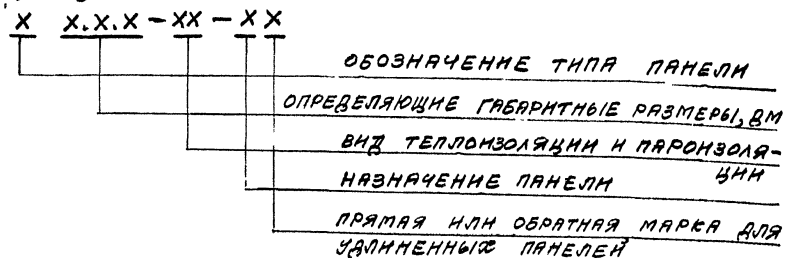 X X.X.X - XX - X X
ОБОЗНАЧЕНИЕ ТИПА ПАНЕЛИ
ОПРЕДЕЛЯЮЩИЕ ГАБАРИТНЫЕ РАЗМЕРЫ, ДМ
ВИД ТЕПЛОИЗОЛЯЦИИ И ПАРОИЗОЛЯ-
ЦИИ
НАЗНАЧЕНИЕ ПАНЕЛИ
ПРЯМАЯ ИЛИ ОБРАТНАЯ МАРКА ДЛЯ
УДЛИНЕННЫХ ПАНЕЛЕЙ